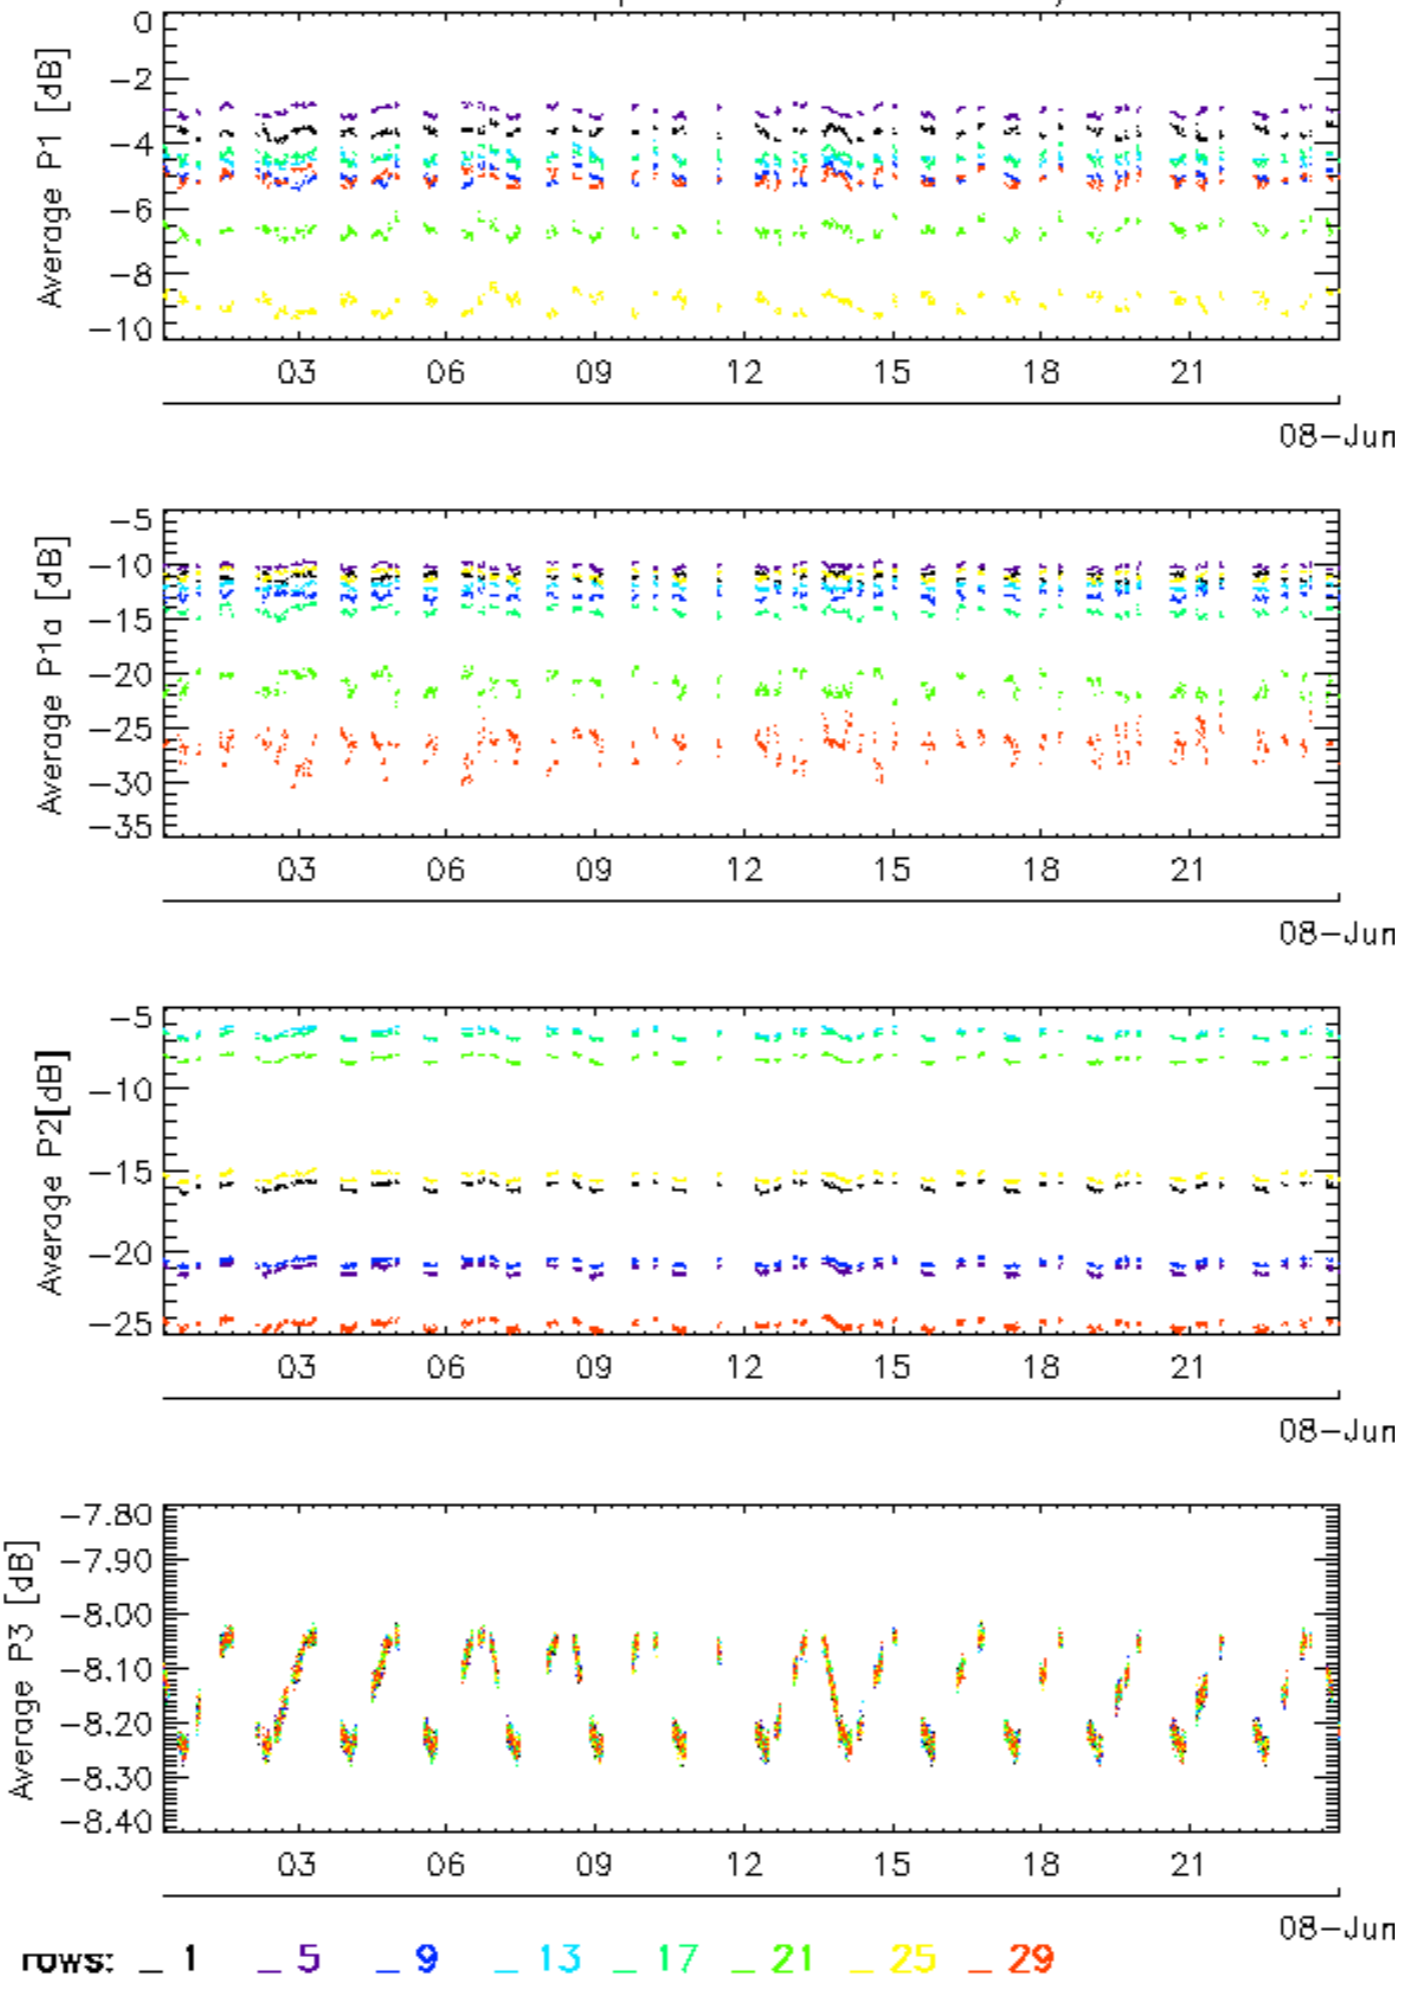 0
−2
−4
−6
−8
−10
Average P1 [dB]
03 06 09 12 15 18 21
08−Jun
−5
−10
−15
−20
−25
−30
−35
Average P1a [dB]
03 06 09 12 15 18 21
08−Jun
−5
−10
−15
−20
−25
Average P2[dB]
03 06 09 12 15 18 21
08−Jun
−7.80
−7.90
−8.00
−8.10
−8.20
−8.30
−8.40
Average P3 [dB]
03 06 09 12 15 18 21
08−Jun
rows: _ 1 _ 5 _ 9 _ 13 _ 17 _ 21 _ 25 _ 29